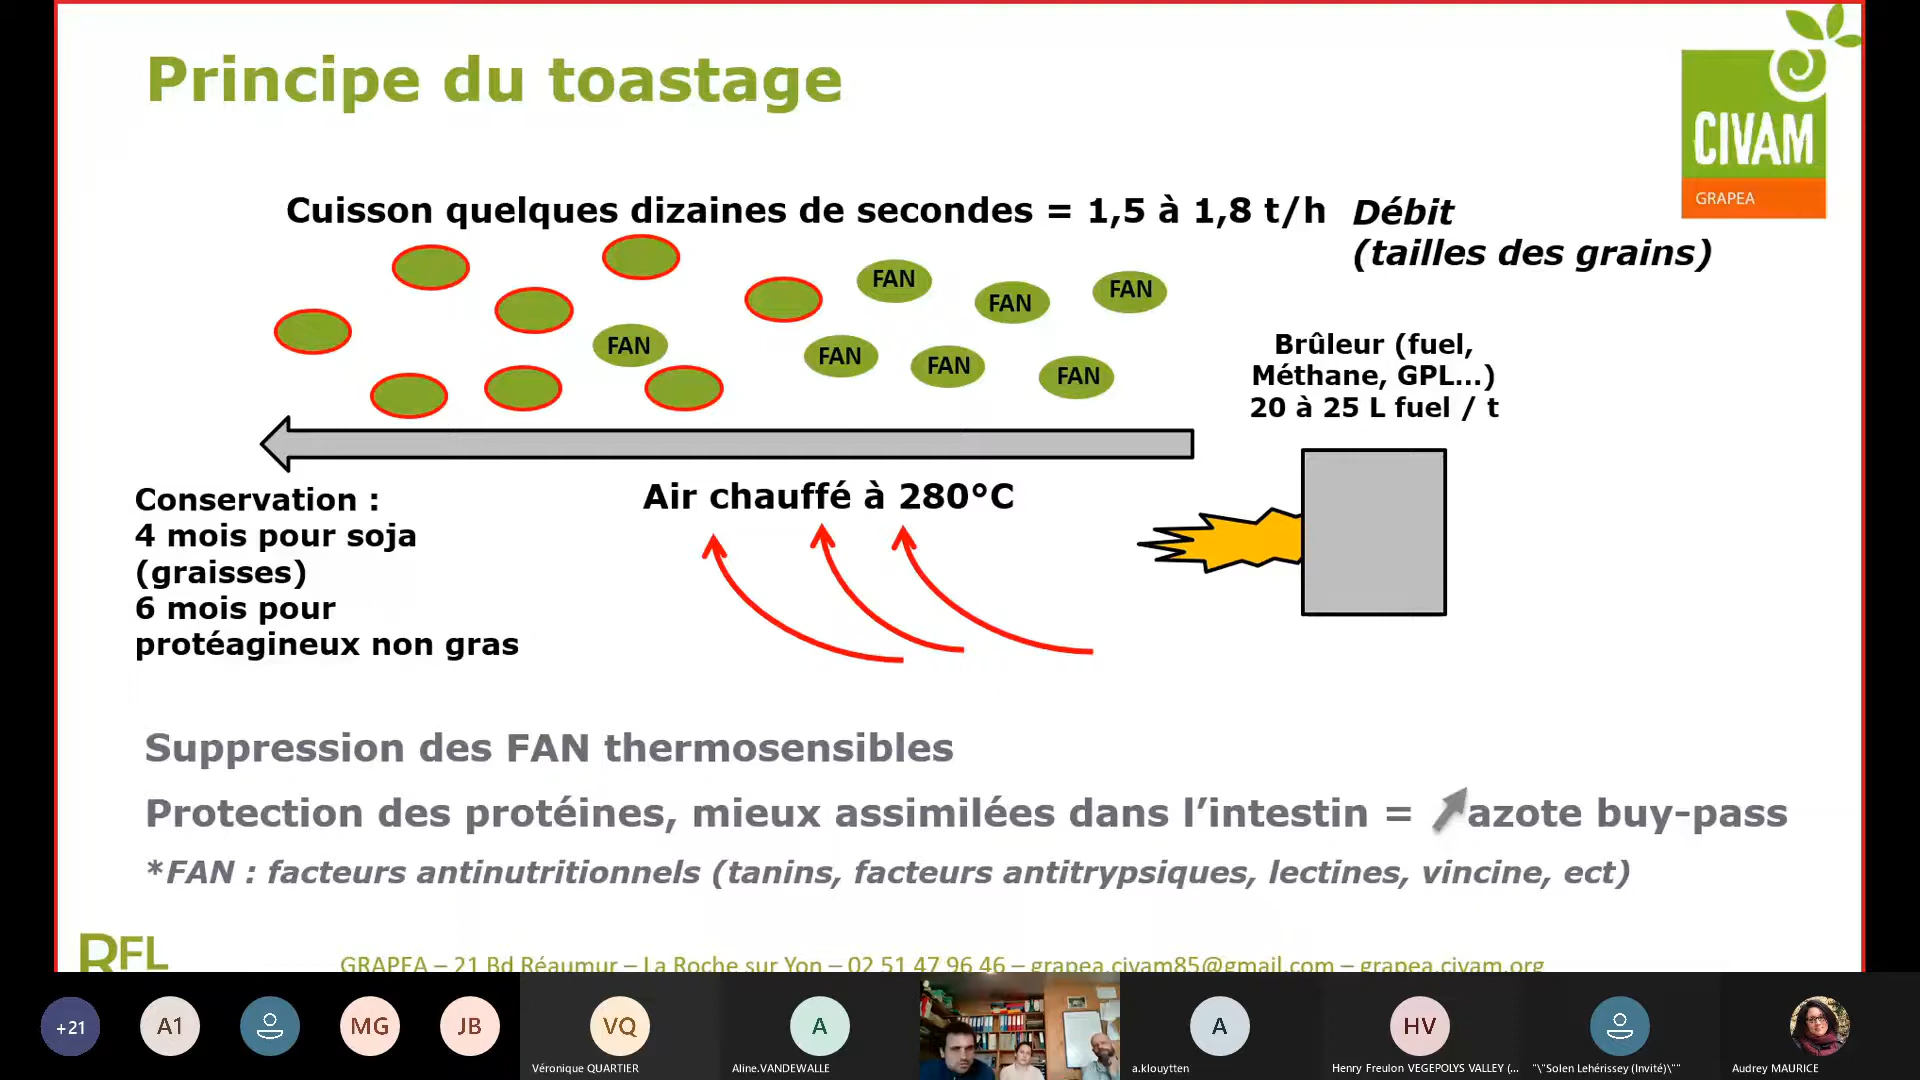 Principe du toastage
CIVAM
GRAPEA
Cuisson quelques dizaines de secondes = 1,5 à 1,8 t/h
Débit
(tailles des grains)
FAN
FAN
FAN
FAN
FAN
FAN
FAN
Brûleur (fuel,
Méthane, GPL...)
20 à 25 L fuel / t
Conservation :
4 mois pour soja
(graisses)
6 mois pour
protéagineux non gras
Air chauffé à 280°C
Suppression des FAN thermosensibles
Protection des protéines, mieux assimilées dans l’intestin = azote buy-pass
*FAN : facteurs antinutritionnels (tanins, facteurs antitrypsiques, lectines, vincine, ect)
RFL
GRAPEA – 21 Bd Réaumur – La Roche sur Yon – 02 51 47 96 46 – grapea.civam85@gmail.com – grapea.civam.org
+21
A1
MG
JB
VQ
Véronique QUARTIER
A
Aline.VANDEWALLE
A
a.klouytten
HV
Henry Freulon VEGEPOLYS VALLEY (...
"\"Solen Lehérissey (Invité)\""
Audrey MAURICE